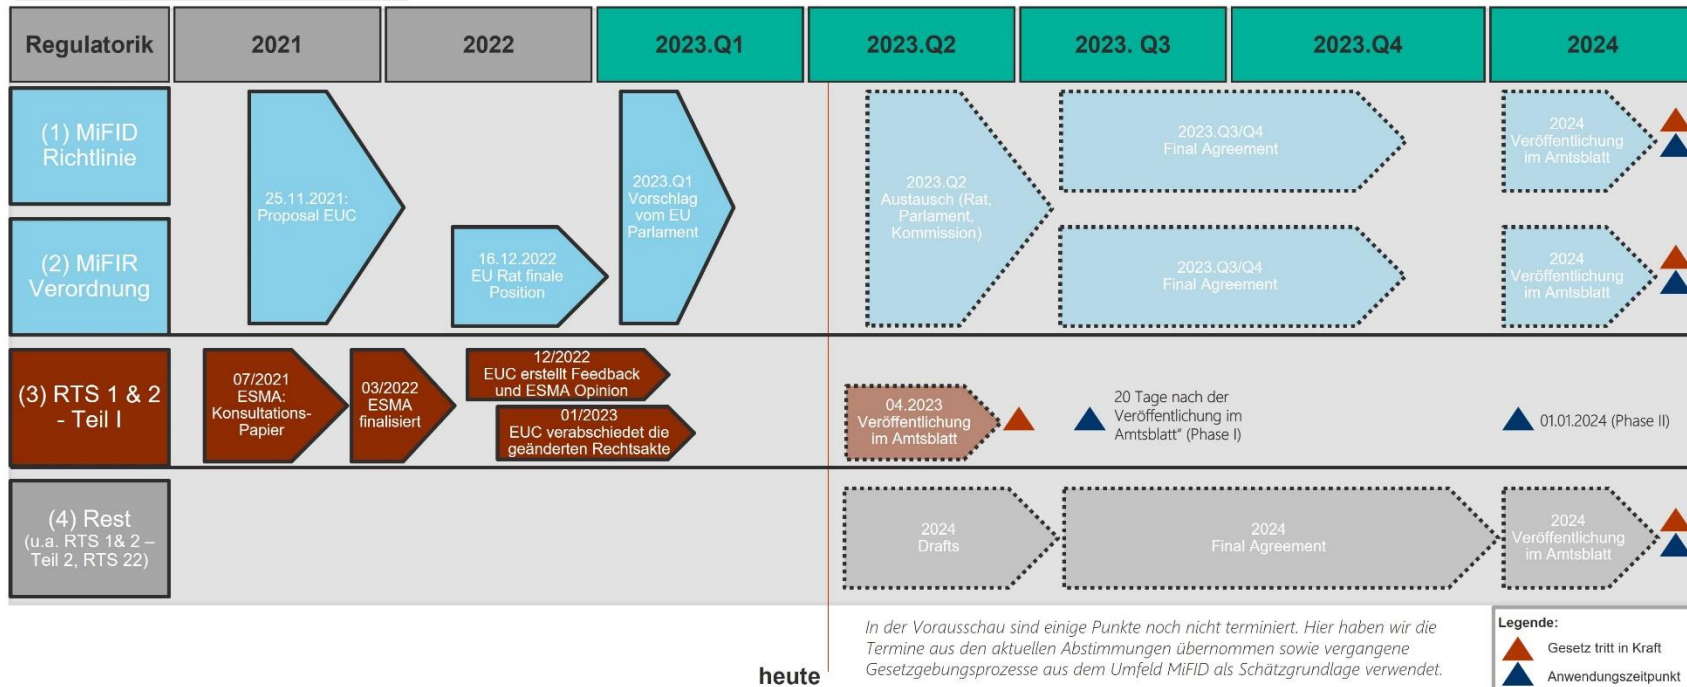 Regulatorik
2021
2022
2023.Q1
2023.Q2
2023. Q3
2023.Q4
2024
(1) MiFID
Richtlinie
25.11.2021:
Proposal EUC
2023.Q1
Vorschlag
vom EU
Parlament
2023.Q2
Austausch (Rat,
Parlament,
Kommission)
2023.Q3/Q4
Final Agreement
2024
Veröffentlichung
im Amtsblatt
(2) MiFIR
Verordnung
16.12.2022
EU Rat finale
Position
2023.Q3/Q4
Final Agreement
2024
Veröffentlichung
im Amtsblatt
(3) RTS 1 & 2
- Teil I
07/2021
ESMA:
Konsultations-
Papier
03/2022
ESMA
finalisiert
12/2022
EUC erstellt Feedback
und ESMA Opinion
01/2023
EUC verabschiedet die
geänderten Rechtsakte
04.2023
Veröffentlichung
im Amtsblatt
20 Tage nach der
Veröffentlichung im
Amtsblatt“ (Phase I)
01.01.2024 (Phase II)
(4) Rest
(u.a. RTS 1& 2 –
Teil 2, RTS 22)
2024
Drafts
2024
Final Agreement
2024
Veröffentlichung
im Amtsblatt
heute
In der Vorausschau sind einige Punkte noch nicht terminiert. Hier haben wir die
Termine aus den aktuellen Abstimmungen übernommen sowie vergangene
Gesetzgebungsprozesse aus dem Umfeld MiFID als Schätzgrundlage verwendet.
Legende:
Gesetz tritt in Kraft
Anwendungszeitpunkt